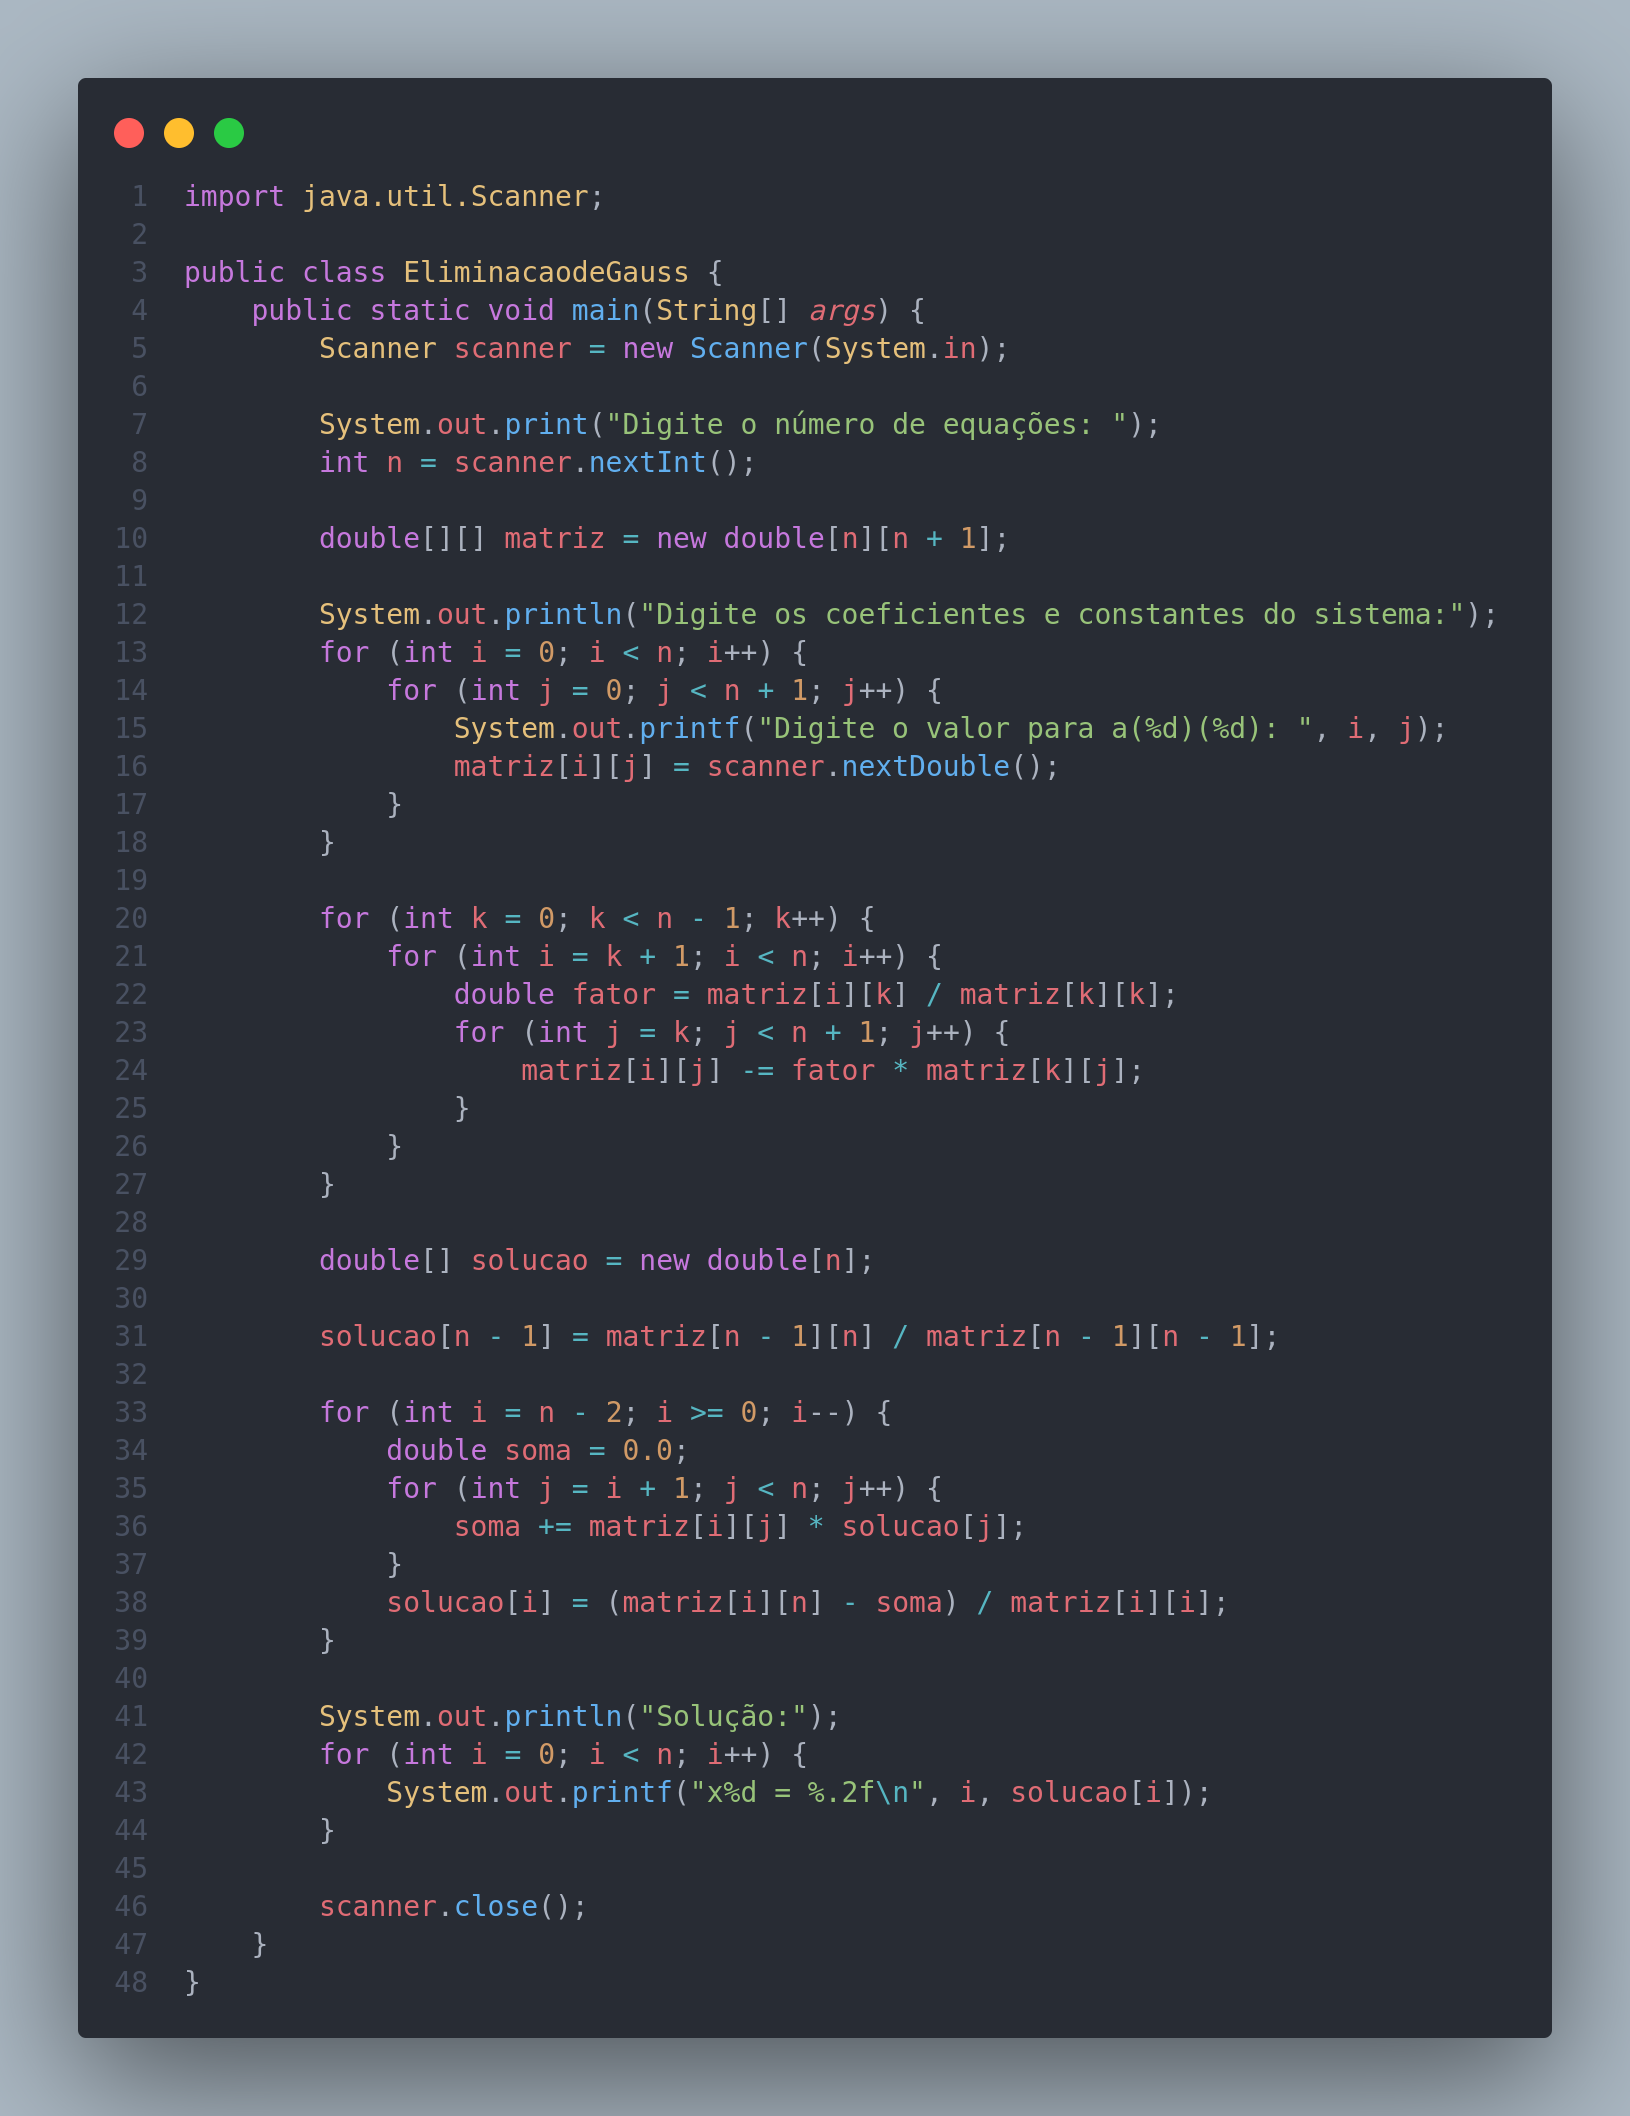 1 import java.util.Scanner;
2
3 public class EliminacaodeGauss {
4     public static void main(String[] args) {
5         Scanner scanner = new Scanner(System.in);
6
7         System.out.print("Digite o número de equações: ");
8         int n = scanner.nextInt();
9
10         double[][] matriz = new double[n][n + 1];
11
12         System.out.println("Digite os coeficientes e constantes do sistema:");
13         for (int i = 0; i < n; i++) {
14             for (int j = 0; j < n + 1; j++) {
15                 System.out.printf("Digite o valor para a(%d)(%d): ", i, j);
16                 matriz[i][j] = scanner.nextDouble();
17             }
18         }
19
20         for (int k = 0; k < n - 1; k++) {
21             for (int i = k + 1; i < n; i++) {
22                 double fator = matriz[i][k] / matriz[k][k];
23                 for (int j = k; j < n + 1; j++) {
24                     matriz[i][j] -= fator * matriz[k][j];
25                 }
26             }
27         }
28
29         double[] solucao = new double[n];
30
31         solucao[n - 1] = matriz[n - 1][n] / matriz[n - 1][n - 1];
32
33         for (int i = n - 2; i >= 0; i--) {
34             double soma = 0.0;
35             for (int j = i + 1; j < n; j++) {
36                 soma += matriz[i][j] * solucao[j];
37             }
38             solucao[i] = (matriz[i][n] - soma) / matriz[i][i];
39         }
40
41         System.out.println("Solução:");
42         for (int i = 0; i < n; i++) {
43             System.out.printf("x%d = %.2f\n", i, solucao[i]);
44         }
45
46         scanner.close();
47     }
48 }